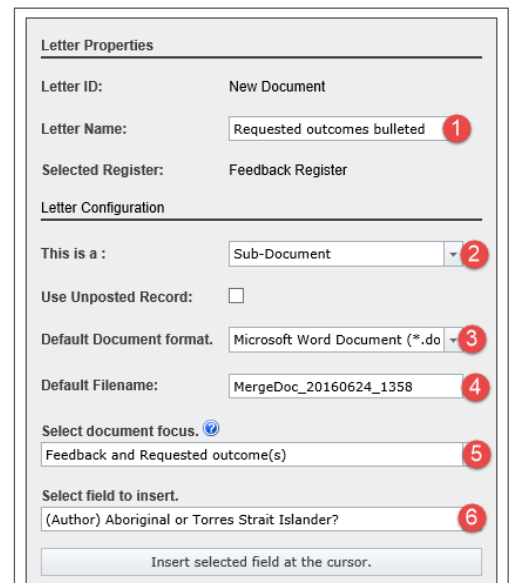 Letter Properties
Letter ID: New Document
Letter Name: Requested outcomes bulleted 1
Selected Register: Feedback Register
Letter Configuration
This is a : Sub-Document 2
Use Unposted Record:
Default Document format. Microsoft Word Document (*.do 3
Default Filename: MergeDoc_20160624_1358 4
Select document focus. ?
Feedback and Requested outcome(s) 5
Select field to insert.
(Author) Aboriginal or Torres Strait Islander? 6
Insert selected field at the cursor.